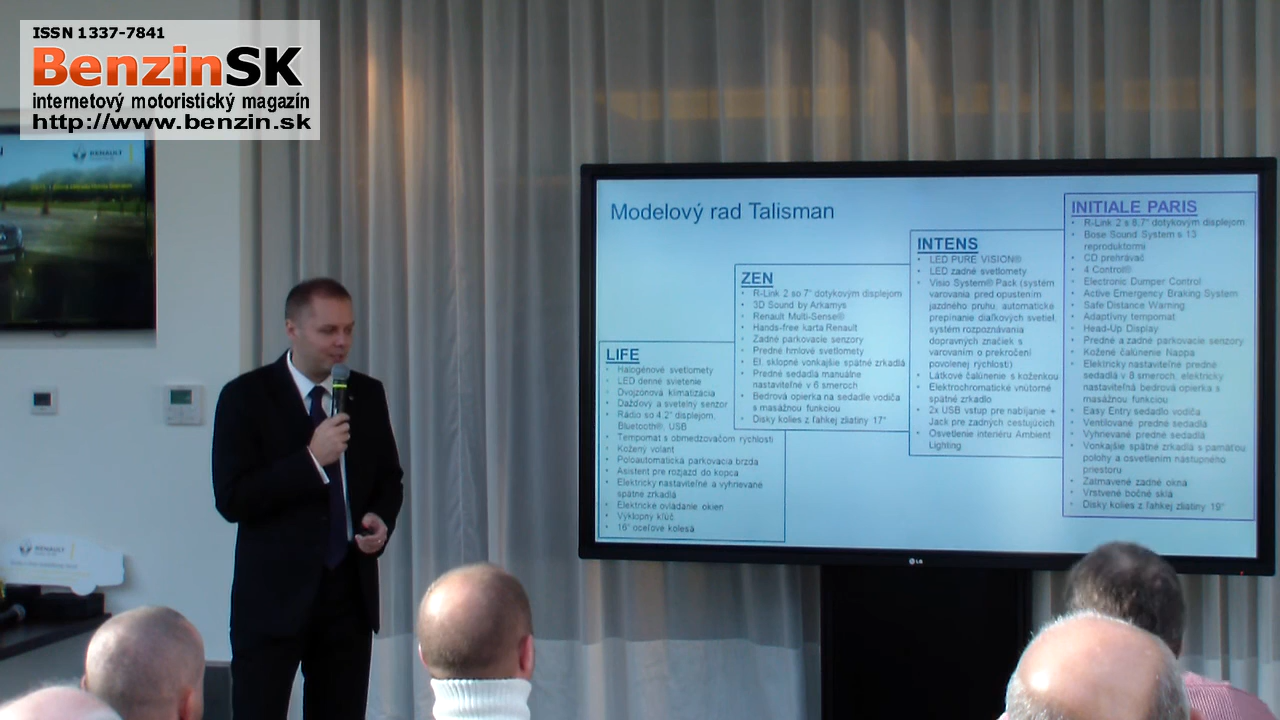 ISSN 1337-7841
BenzinSK
internetový motoristický magazín
http://www.benzin.sk
RENAULT
Modelový rad Talisman
LIFE
• Halogénové svetlomety
• LED denné svietenie
• Dvojzónová klimatizácia
• Dažďový a svetelný senzor
• Rádio so 4,2" displejom,
Bluetooth®, USB
• Tempomat s obmedzovačom rýchlosti
• Kožený volant
• Poloautomatická parkovacia brzda
• Asistent pre rozjazd do kopca
• Elektricky nastaviteľné a vyhrievané
spätné zrkadlá
• Elektrické ovládanie okien
• Výklopný kľúč
• 16" oceľové kolesá
ZEN
• R-Link 2 so 7" dotykovým displejom
• 3D Sound by Arkamys
• Renault Multi-Sense®
• Hands-free karta Renault
• Zadné parkovacie senzory
• Predné hmlové svetlomety
• El. sklopné vonkajšie spätné zrkadlá
• Predné sedadlá manuálne
nastaviteľné v 6 smeroch
• Bedrová opierka na sedadle vodiča
s masážnou funkciou
• Disky kolies z ľahkej zliatiny 17"
INTENS
• LED PURE VISION®
• LED zadné svetlomety
• Visio System® Pack (systém
varovania pred opustením
jazdného pruhu, automatické
prepínanie diaľkových svetiel,
systém rozpoznávania
dopravných značiek s
varovaním o prekročení
povolenej rýchlosti)
• Látkové čalúnenie s koženkou
• Elektrochromatické vnútorné
spätné zrkadlo
• 2x USB vstup pre nabíjanie +
Jack pre zadných cestujúcich
• Osvetlenie interiéru Ambient
Lighting
INITIALE PARIS
• R-Link 2 s 8,7" dotykovým displejom
• Bose Sound System s 13
reproduktormi
• CD prehrávač
• 4 Control®
• Electronic Dumper Control
• Active Emergency Braking System
• Safe Distance Warning
• Adaptívny tempomat
• Head-Up Display
• Predné a zadné parkovacie senzory
• Kožené čalúnenie Nappa
• Elektricky nastaviteľné predné
sedadlá v 8 smeroch, elektricky
nastaviteľná bedrová opierka s
masážnou funkciou
• Easy Entry sedadlo vodiča
• Ventilované predné sedadlá
• Vyhrievané predné sedadlá
• Vonkajšie spätné zrkadlá s pamäťou
polohy a osvetlením nástupného
priestoru
• Zatmavené zadné okná
• Vrstvené bočné sklá
• Disky kolies z ľahkej zliatiny 19"
LG
RENAULT